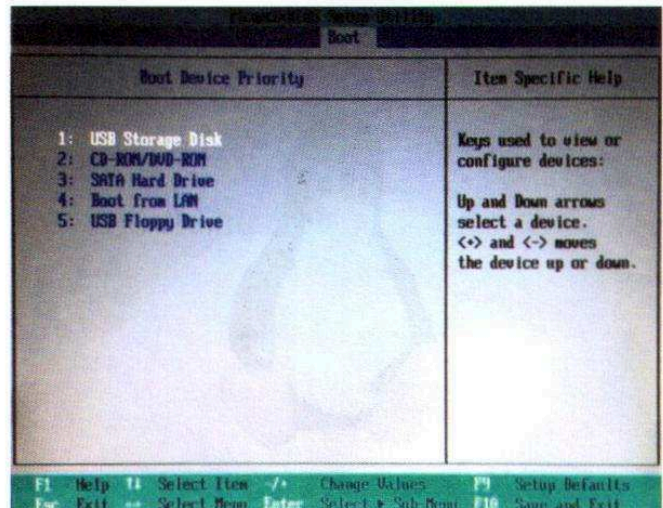 Setup Utility
Boot
Boot Device Priority
Item Specific Help
1: USB Storage Disk
2: CD-ROM/DVD-ROM
3: SATA Hard Drive
4: Boot from LAN
5: USB Floppy Drive
Keys used to view or
configure devices:
Up and Down arrows
select a device.
<+> and <-> moves
the device up or down.
F1 Help ↑↓ Select Item -/+ Change Values F9 Setup Defaults
Esc Exit ↔ Select Menu Enter Select ▶ Sub-Menu F10 Save and Exit